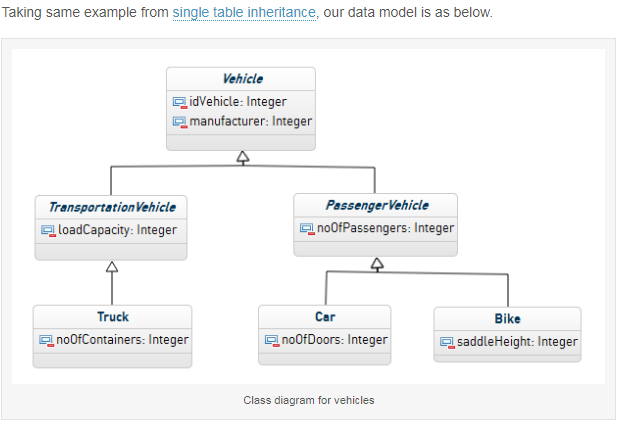 Taking same example from single table inheritance, our data model is as below.
Vehicle
idVehicle: Integer
manufacturer: Integer
TransportationVehicle
loadCapacity: Integer
PassengerVehicle
noOfPassengers: Integer
Truck
noOfContainers: Integer
Car
noOfDoors: Integer
Bike
saddleHeight: Integer
Class diagram for vehicles